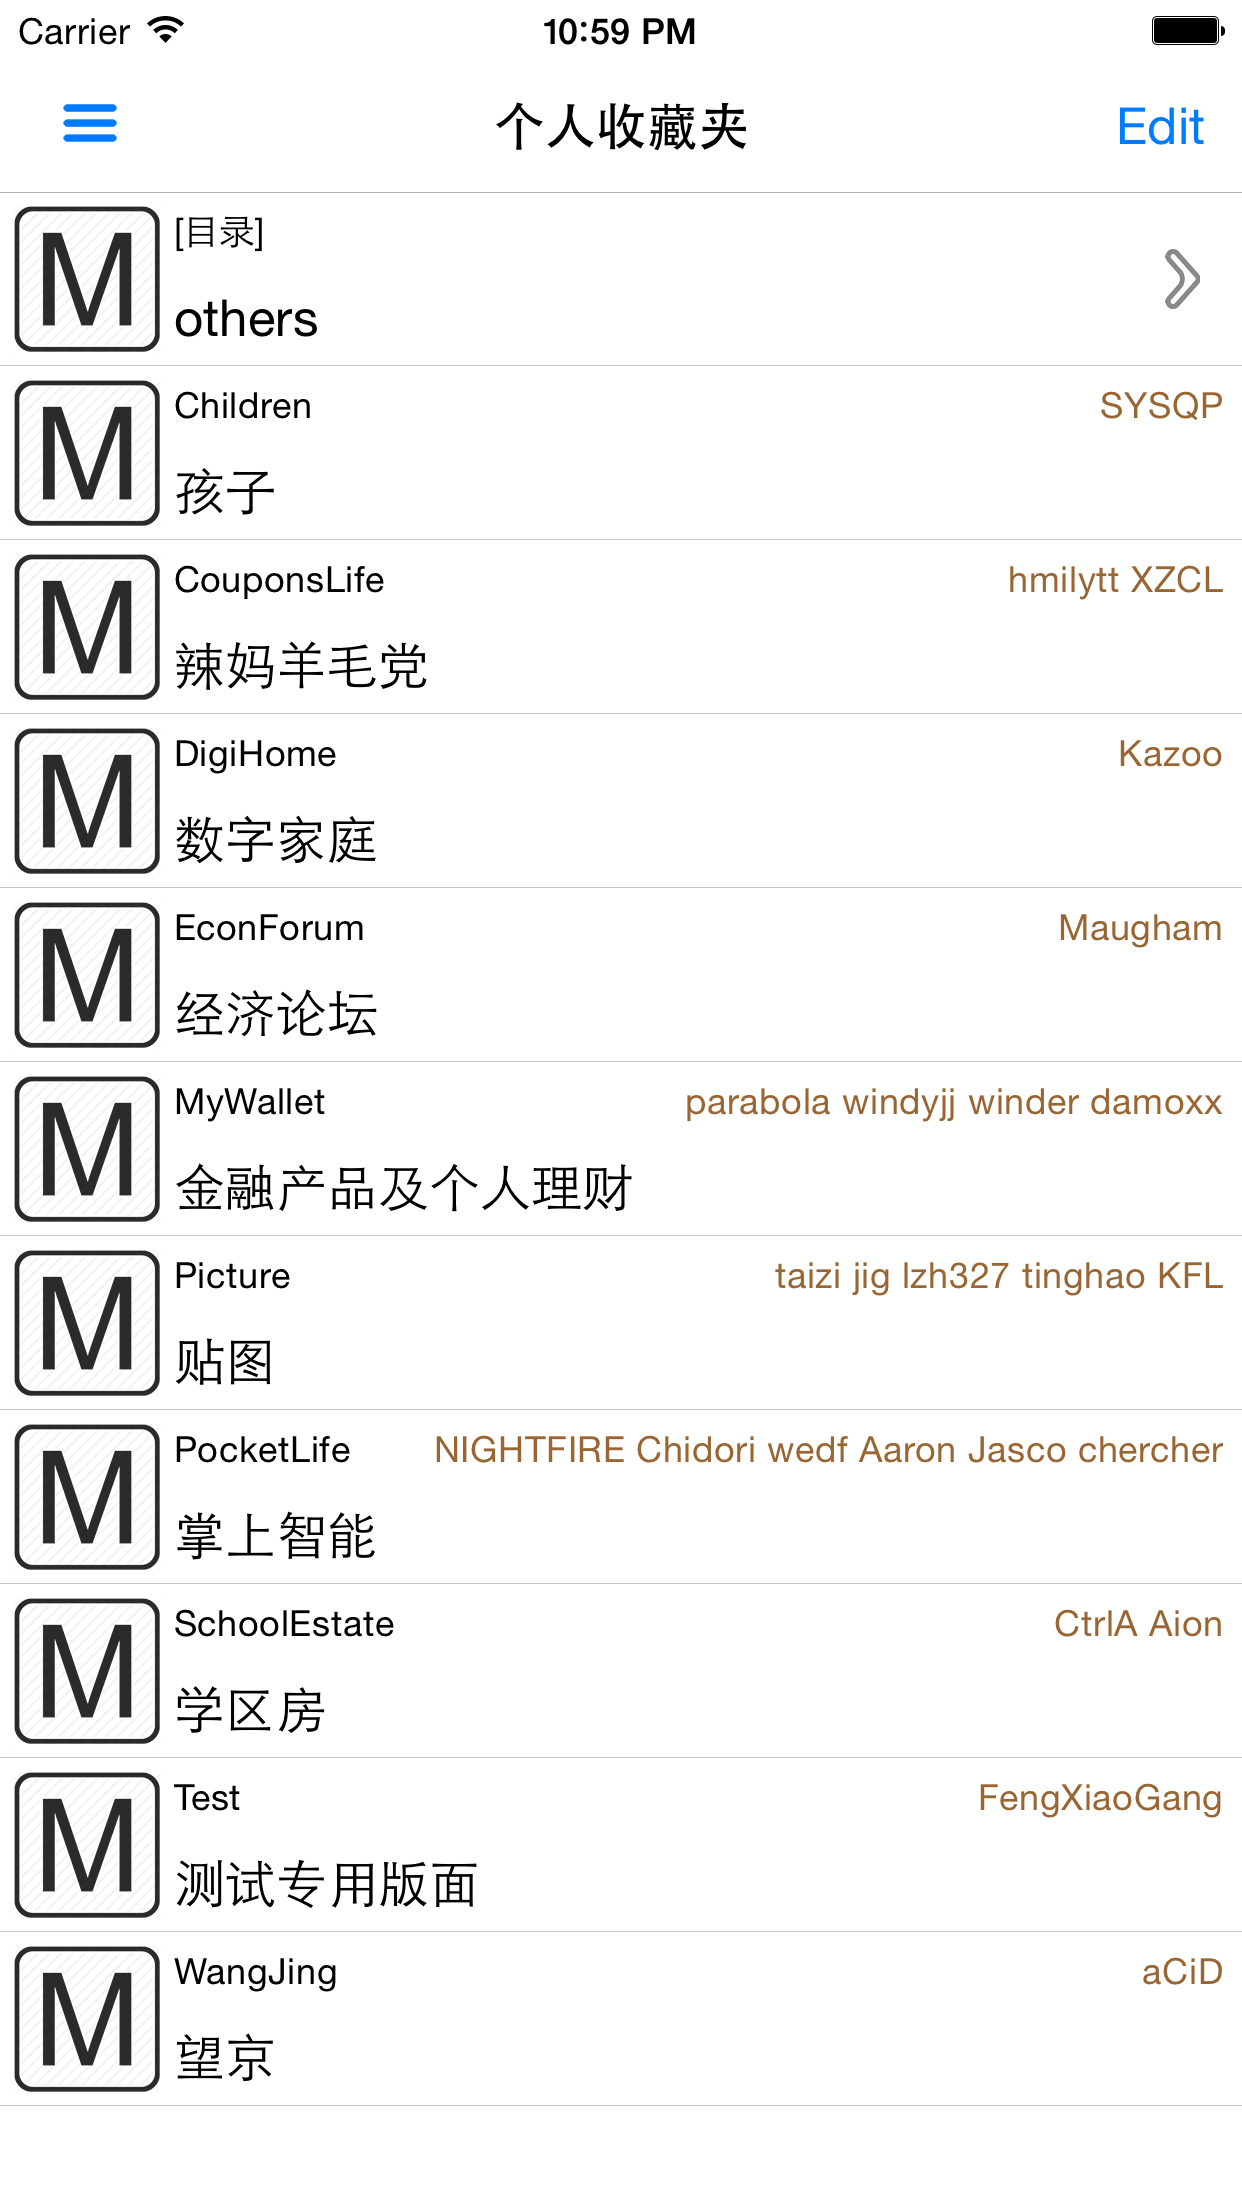 Carrier 10:59 PM
个人收藏夹 Edit
M [目录]
others
M Children SYSQP
孩子
M CouponsLife hmilytt XZCL
辣妈羊毛党
M DigiHome Kazoo
数字家庭
M EconForum Maugham
经济论坛
M MyWallet parabola windyjj winder damoxx
金融产品及个人理财
M Picture taizi jig lzh327 tinghao KFL
贴图
M PocketLife NIGHTFIRE Chidori wedf Aaron Jasco chercher
掌上智能
M SchoolEstate CtrlA Aion
学区房
M Test FengXiaoGang
测试专用版面
M WangJing aCiD
望京